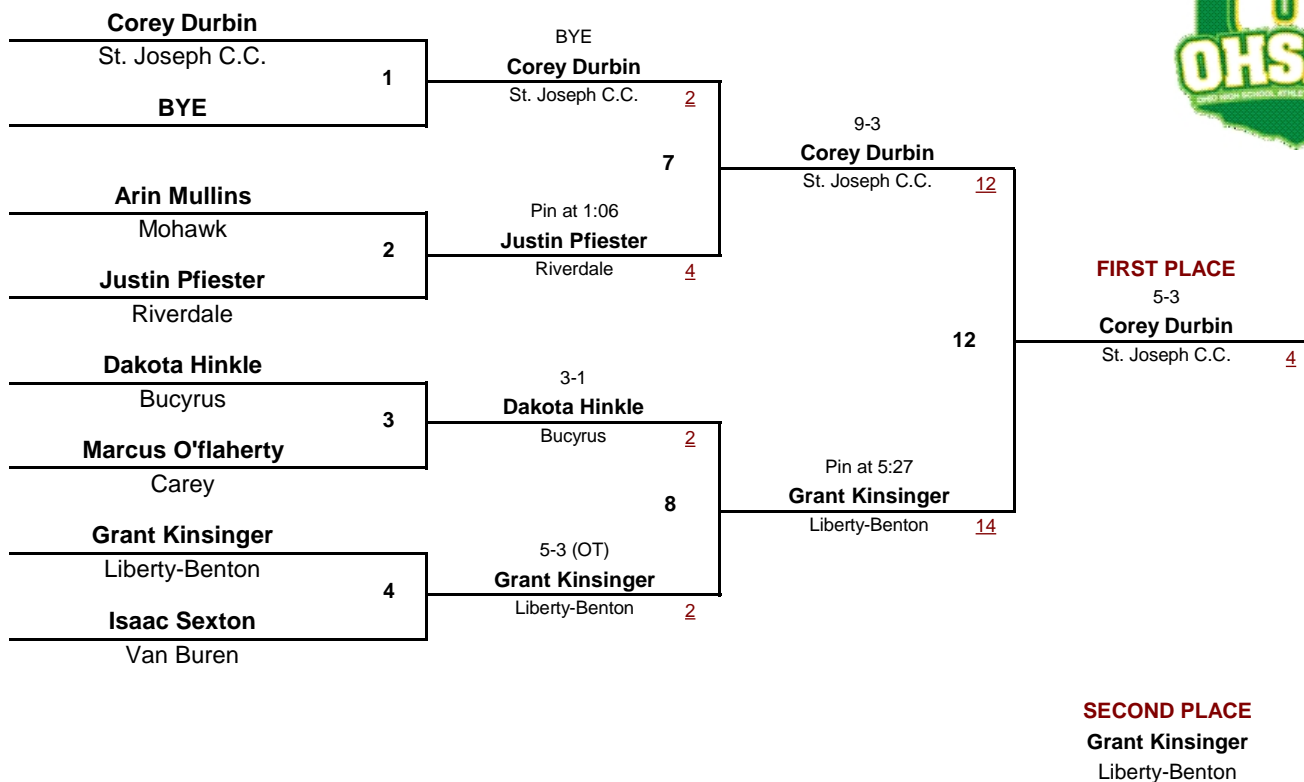 Corey Durbin
St. Joseph C.C.
1
BYE
Arin Mullins
Mohawk
2
Justin Pfiester
Riverdale
Dakota Hinkle
Bucyrus
3
Marcus O'flaherty
Carey
Grant Kinsinger
Liberty-Benton
4
Isaac Sexton
Van Buren
BYE
Corey Durbin
St. Joseph C.C. 2
7
Pin at 1:06
Justin Pfiester
Riverdale 4
3-1
Dakota Hinkle
Bucyrus 2
8
5-3 (OT)
Grant Kinsinger
Liberty-Benton 2
9-3
Corey Durbin
St. Joseph C.C. 12
12
Pin at 5:27
Grant Kinsinger
Liberty-Benton 14
OHS
OHIO HIGH SCHOOL
FIRST PLACE
5-3
Corey Durbin
St. Joseph C.C. 4
SECOND PLACE
Grant Kinsinger
Liberty-Benton